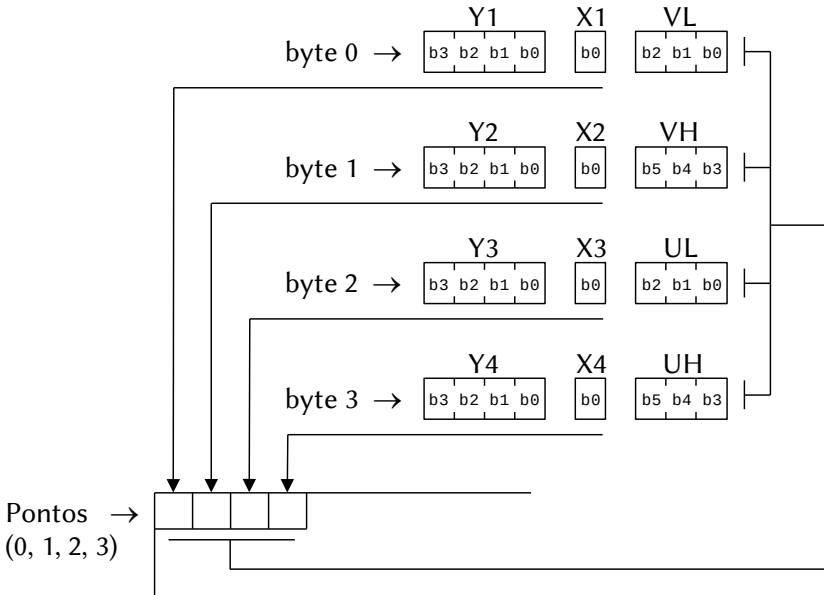 Y1 X1 VL
byte 0 → b3 b2 b1 b0 b0 b2 b1 b0
Y2 X2 VH
byte 1 → b3 b2 b1 b0 b0 b5 b4 b3
Y3 X3 UL
byte 2 → b3 b2 b1 b0 b0 b2 b1 b0
Y4 X4 UH
byte 3 → b3 b2 b1 b0 b0 b5 b4 b3
Pontos →
(0, 1, 2, 3)